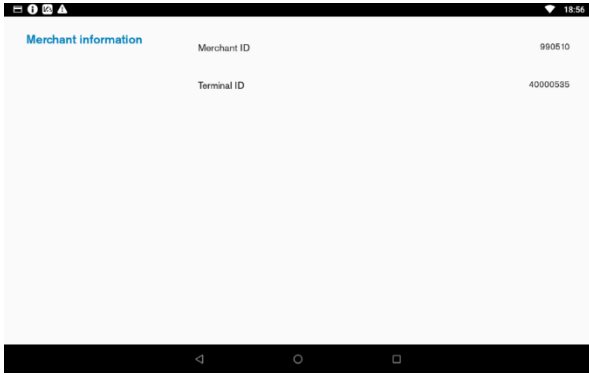 18:56
Merchant information
Merchant ID 990510
Terminal ID 40000535